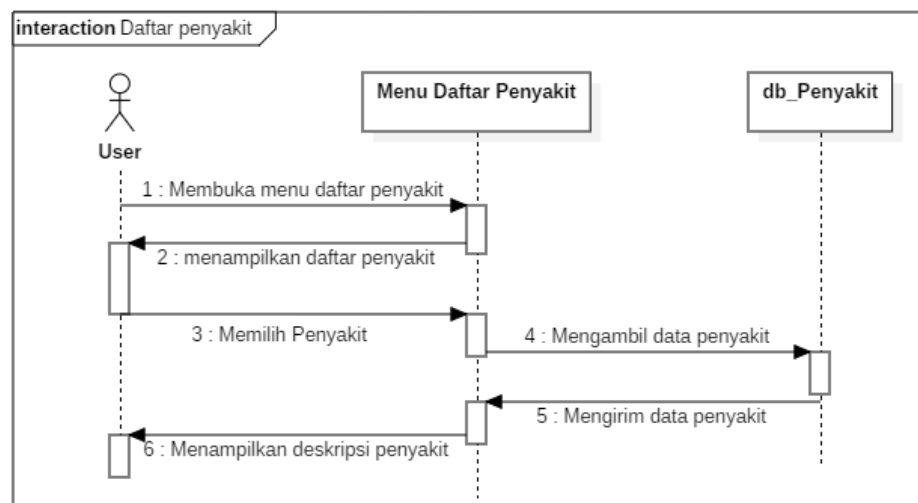 interaction Daftar penyakit
Menu Daftar Penyakit
db_Penyakit
User
1 : Membuka menu daftar penyakit
2 : menampilkan daftar penyakit
3 : Memilih Penyakit
4 : Mengambil data penyakit
5 : Mengirim data penyakit
6 : Menampilkan deskripsi penyakit